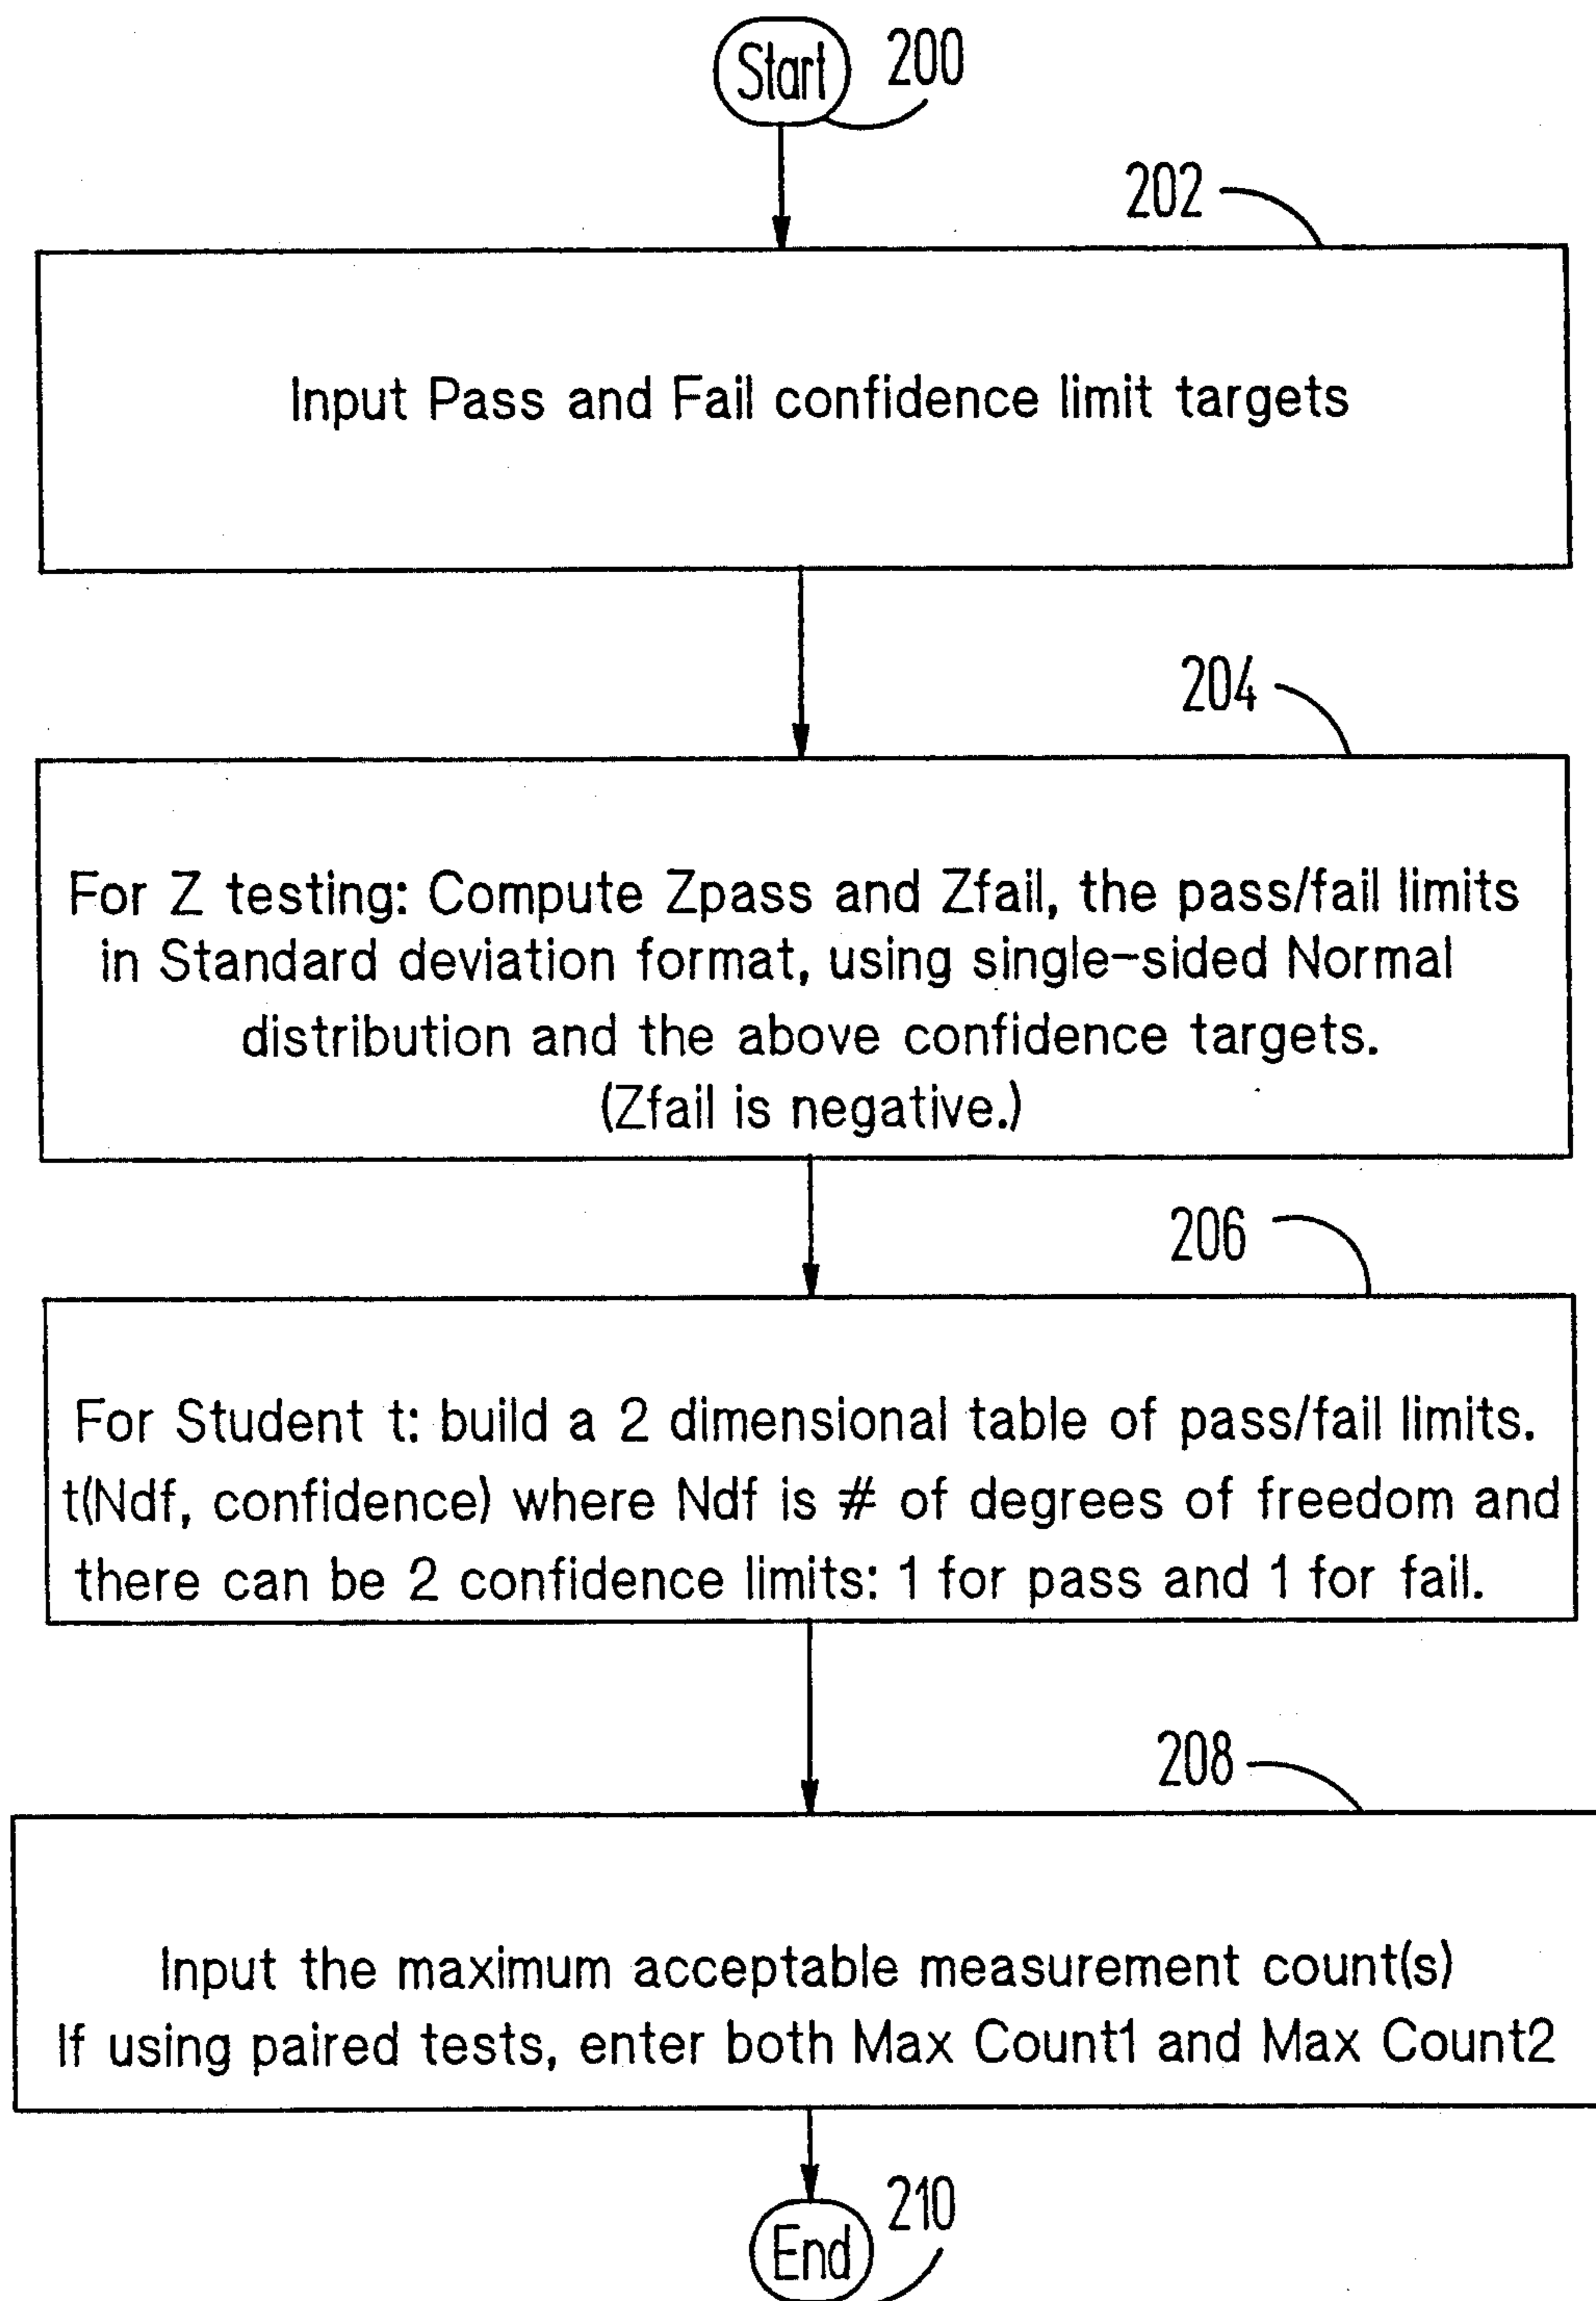 Start
200
202
Input Pass and Fail confidence limit targets
204
For Z testing: Compute Zpass and Zfail, the pass/fail limits
in Standard deviation format, using single-sided Normal
distribution and the above confidence targets.
(Zfail is negative.)
206
For Student t: build a 2 dimensional table of pass/fail limits.
t(Ndf, confidence) where Ndf is # of degrees of freedom and
there can be 2 confidence limits: 1 for pass and 1 for fail.
208
Input the maximum acceptable measurement count(s)
If using paired tests, enter both Max Count1 and Max Count2
210
End